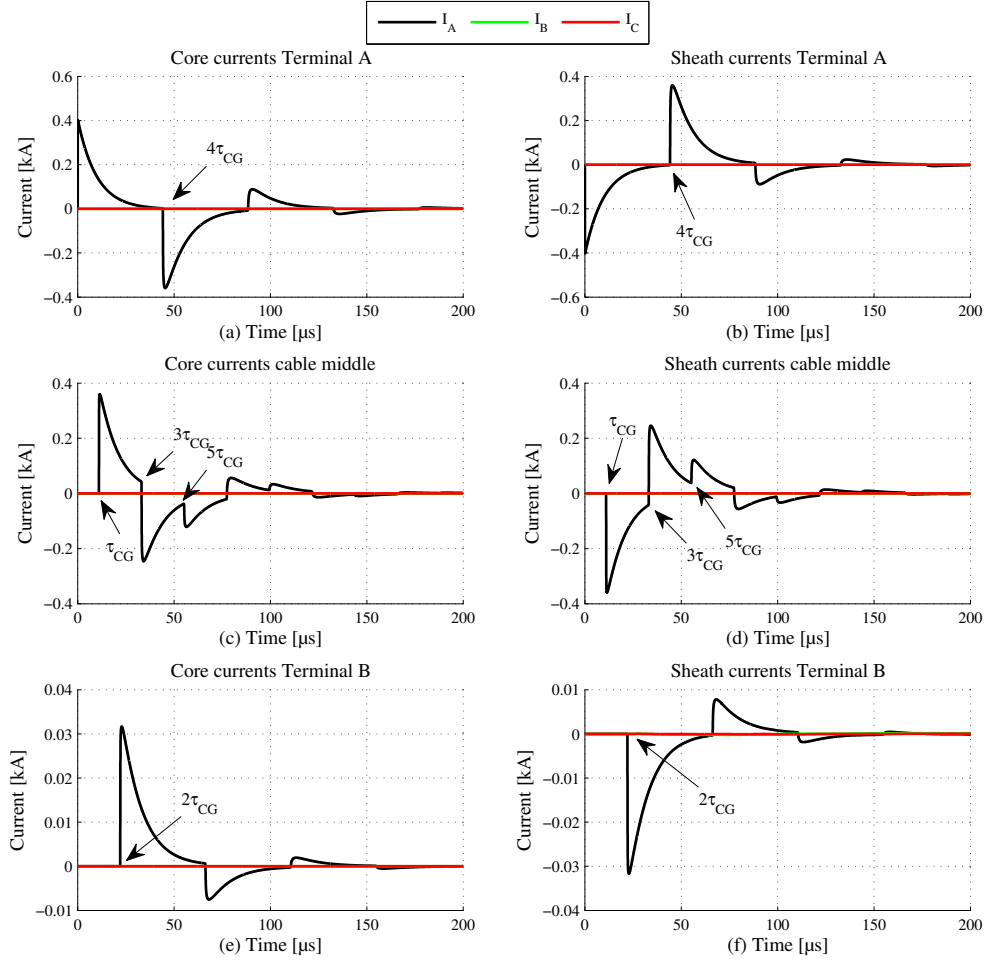 I_A I_B I_C
Core currents Terminal A
Current [kA]
0.6
0.4
0.2
0
−0.2
−0.4
4τ_CG
0 50 100 150 200
(a) Time [µs]
Sheath currents Terminal A
Current [kA]
0.4
0.2
0
−0.2
−0.4
−0.6
4τ_CG
0 50 100 150 200
(b) Time [µs]
Core currents cable middle
Current [kA]
0.4
0.2
0
−0.2
−0.4
3τ_CG
5τ_CG
τ_CG
0 50 100 150 200
(c) Time [µs]
Sheath currents cable middle
Current [kA]
0.4
0.2
0
−0.2
−0.4
τ_CG
5τ_CG
3τ_CG
0 50 100 150 200
(d) Time [µs]
Core currents Terminal B
Current [kA]
0.04
0.03
0.02
0.01
0
−0.01
2τ_CG
0 50 100 150 200
(e) Time [µs]
Sheath currents Terminal B
Current [kA]
0.01
0
−0.01
−0.02
−0.03
−0.04
2τ_CG
0 50 100 150 200
(f) Time [µs]